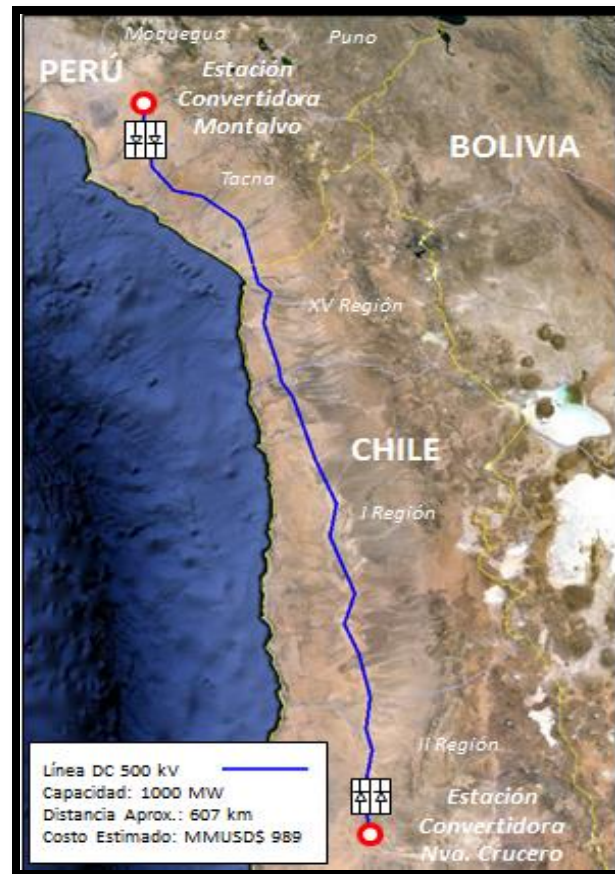 Moquegua
Puno
PERÚ
Estación
Convertidora
Montalvo
BOLIVIA
Tacna
XV Región
CHILE
I Región
II Región
Estación
Convertidora
Nva. Crucero
Línea DC 500 kV
Capacidad: 1000 MW
Distancia Aprox.: 607 km
Costo Estimado: MMUSD$ 989